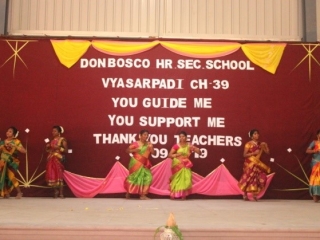 DONBOSCO HR.SEC.SCHOOL
VYASARPADI CH-39
YOU GUIDE ME
YOU SUPPORT ME
THANK YOU TEACHERS